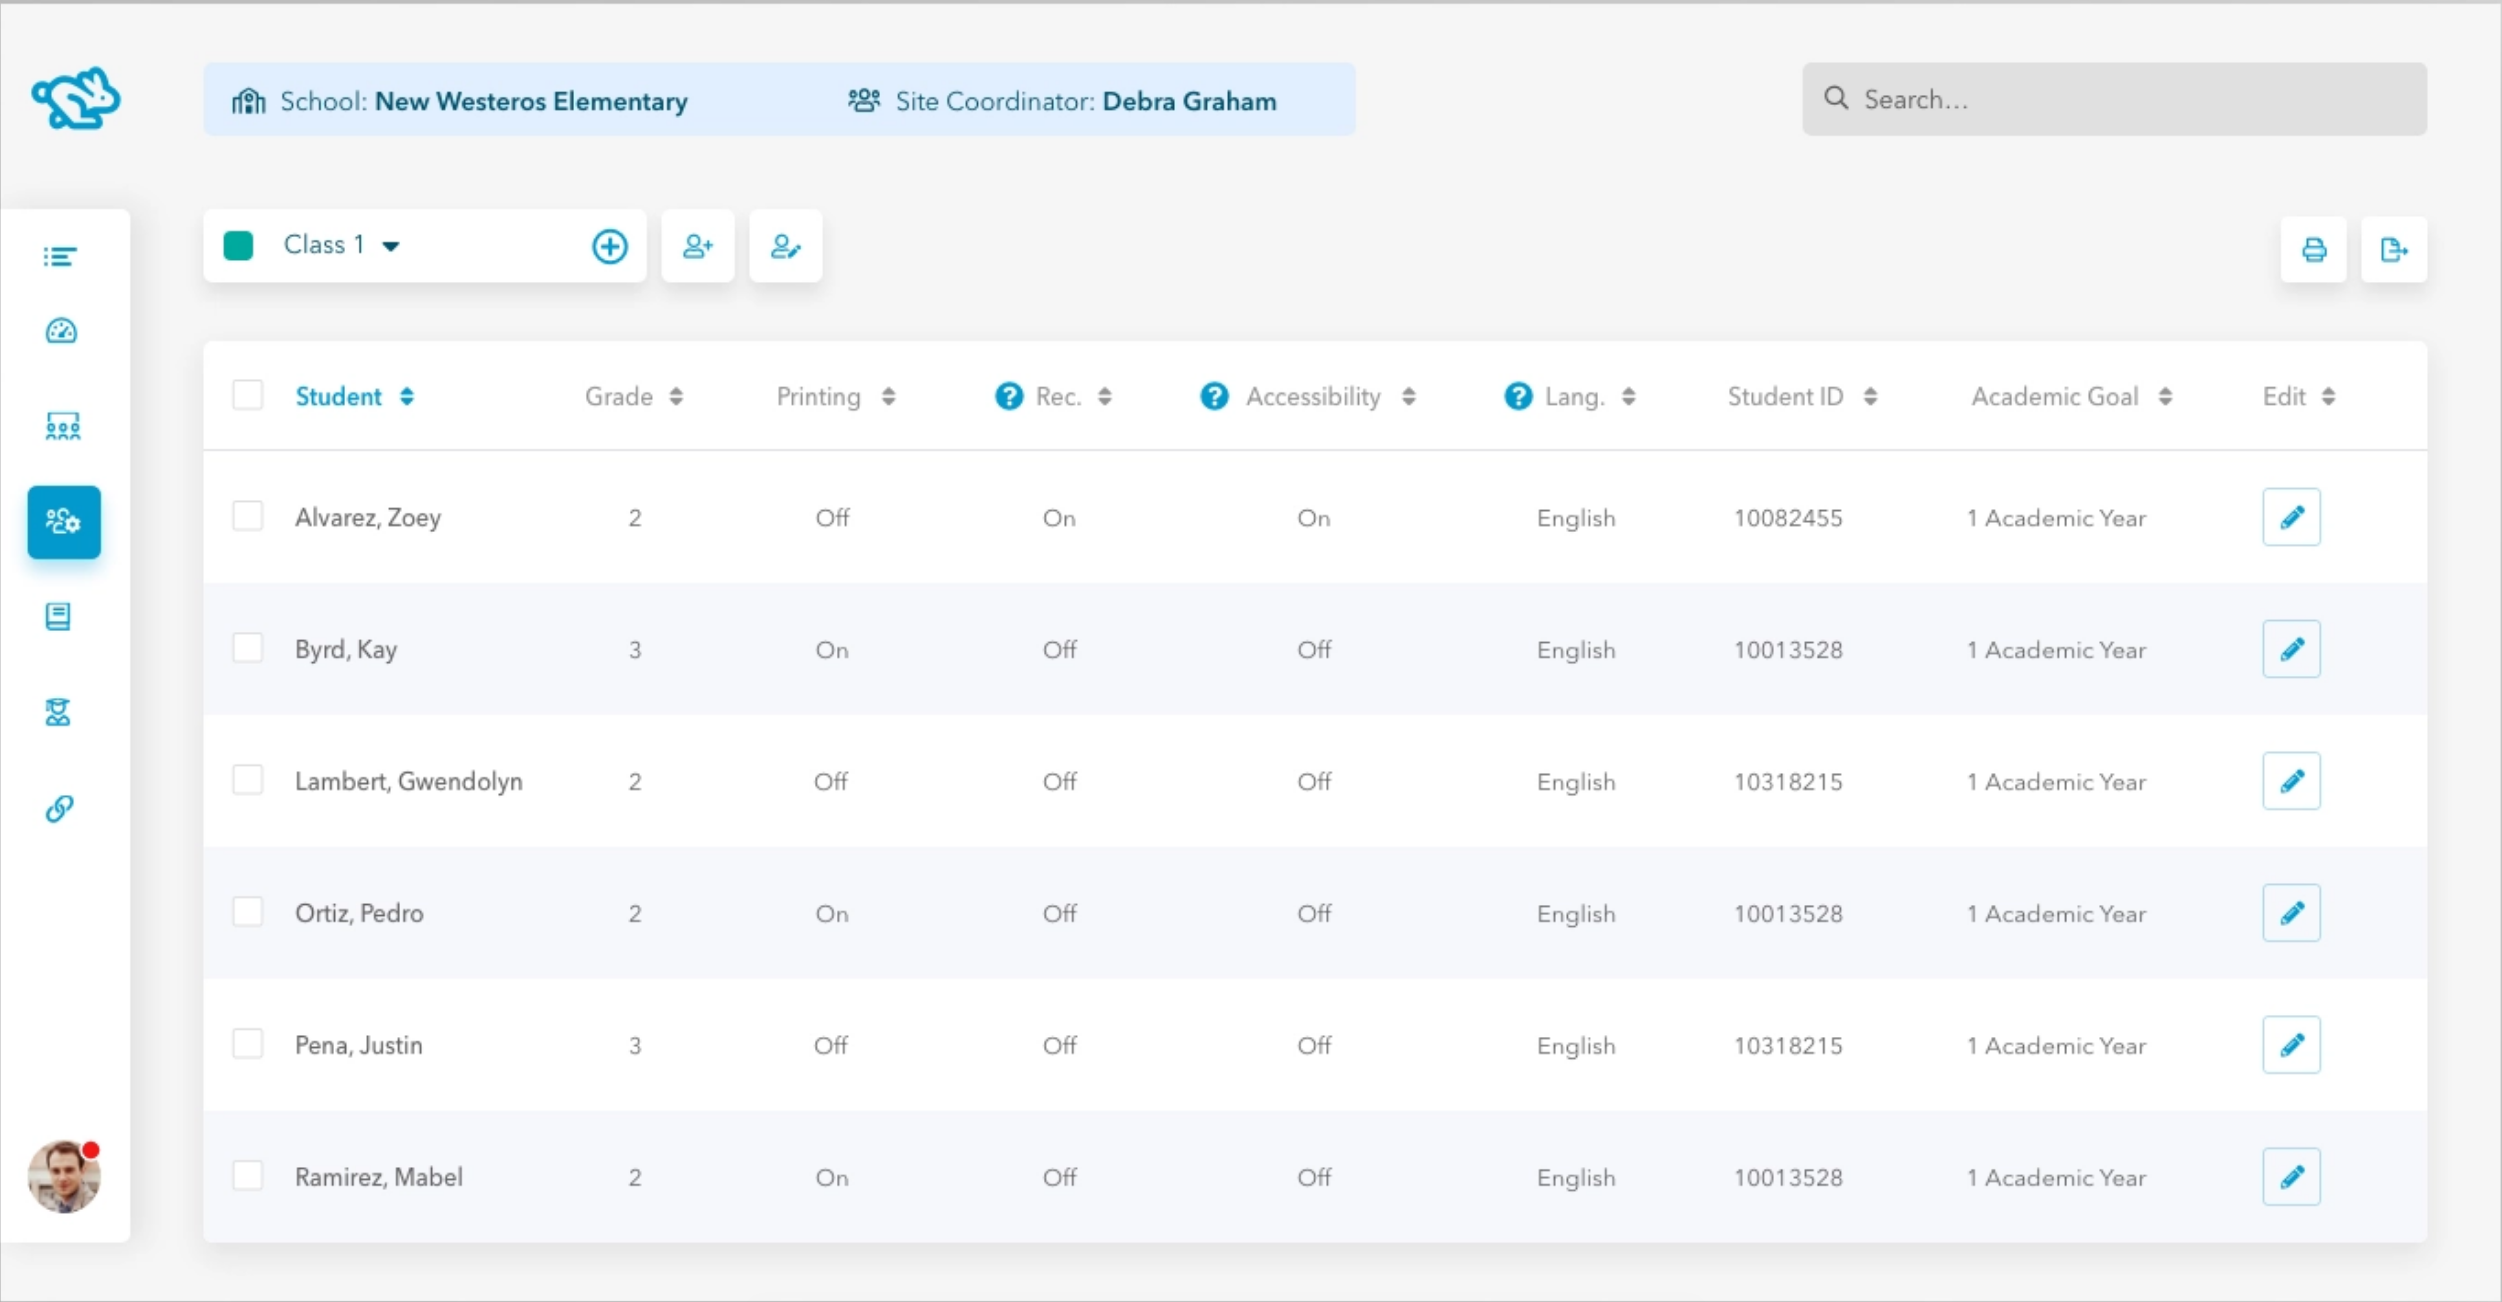 School: New Westeros Elementary Site Coordinator: Debra Graham Search...
Class 1
Student Grade Printing ? Rec. ? Accessibility ? Lang. Student ID Academic Goal Edit
Alvarez, Zoey 2 Off On On English 10082455 1 Academic Year
Byrd, Kay 3 On Off Off English 10013528 1 Academic Year
Lambert, Gwendolyn 2 Off Off Off English 10318215 1 Academic Year
Ortiz, Pedro 2 On Off Off English 10013528 1 Academic Year
Pena, Justin 3 Off Off Off English 10318215 1 Academic Year
Ramirez, Mabel 2 On Off Off English 10013528 1 Academic Year